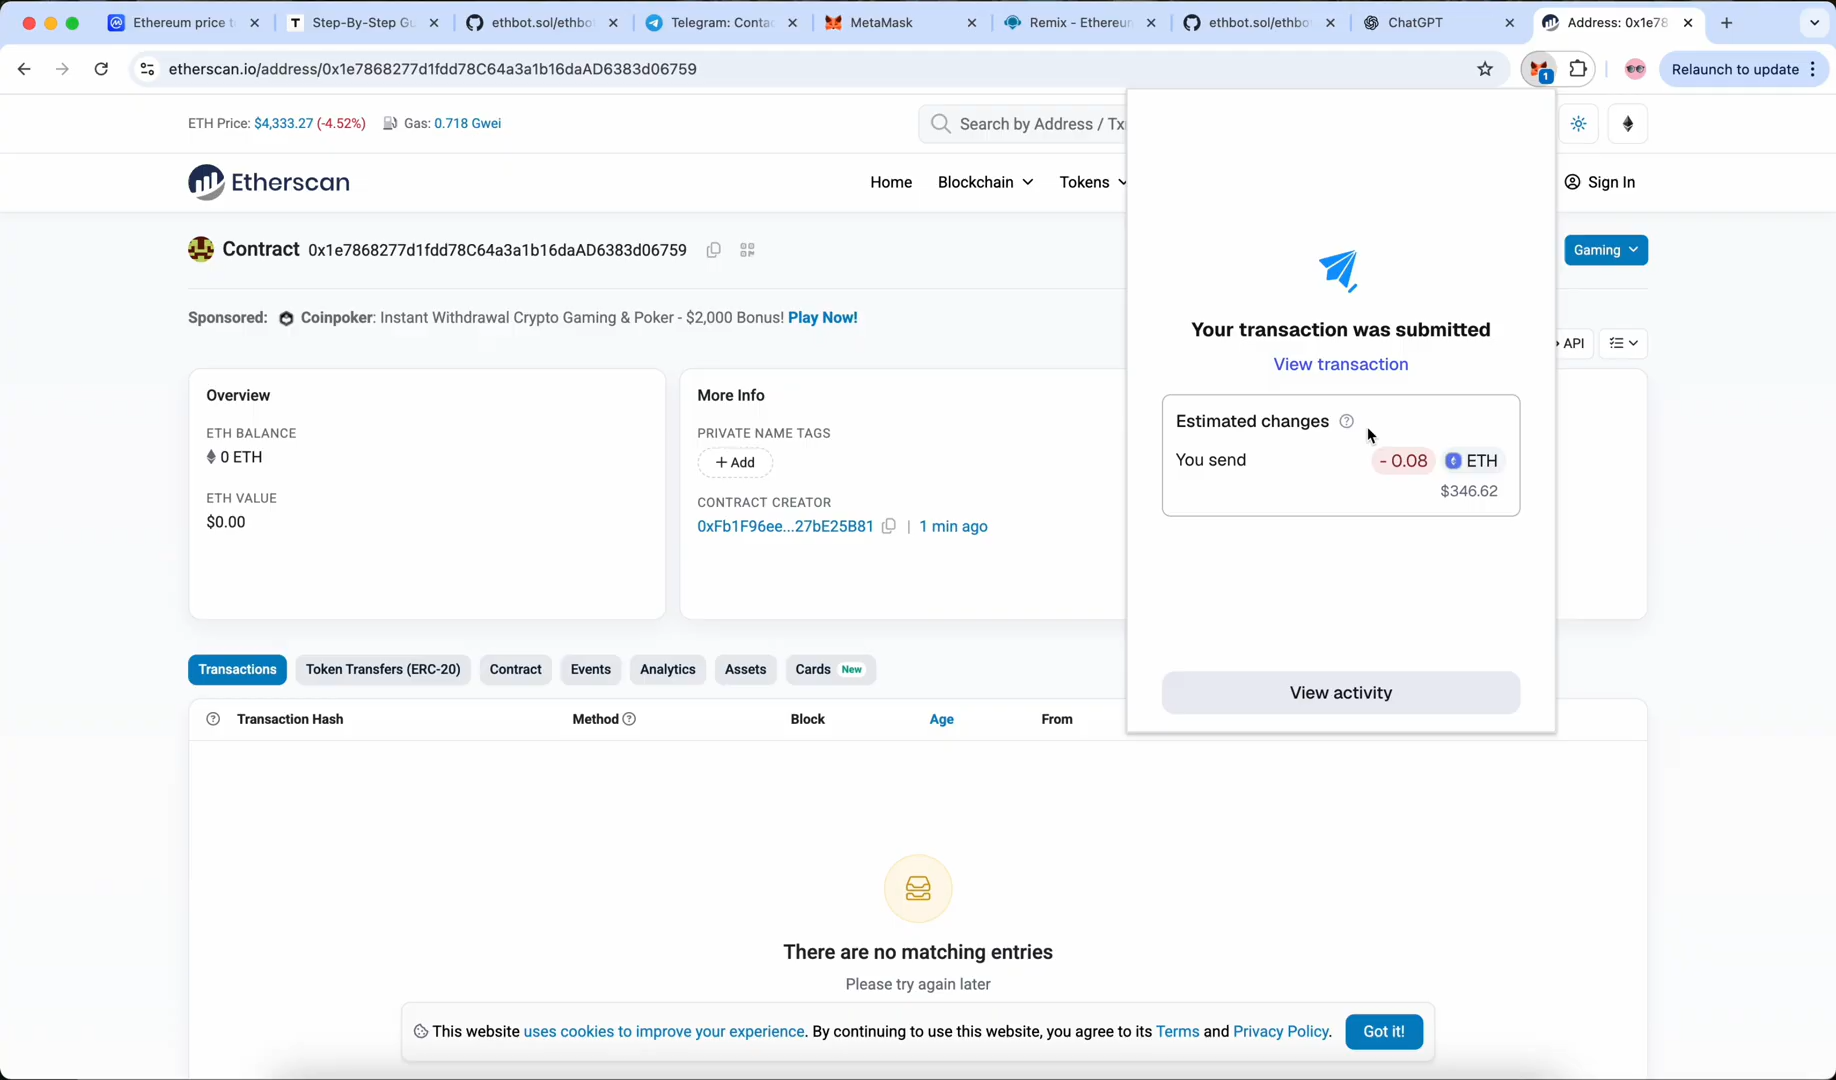 Ethereum price t
Step-By-Step Gu
ethbot.sol/ethbo
Telegram: Contac
MetaMask
Remix - Ethereu
ethbot.sol/ethbo
ChatGPT
Address: 0x1e78
etherscan.io/address/0x1e7868277d1fdd78C64a3a1b16daAD6383d06759
1
Relaunch to update
ETH Price: $4,333.27 (-4.52%) Gas: 0.718 Gwei
Search by Address / Tx
Etherscan
Home
Blockchain
Tokens
Sign In
Contract 0x1e7868277d1fdd78C64a3a1b16daAD6383d06759
Gaming
Sponsored: Coinpoker: Instant Withdrawal Crypto Gaming & Poker - $2,000 Bonus! Play Now!
API
Overview
ETH BALANCE
0 ETH
ETH VALUE
$0.00
More Info
PRIVATE NAME TAGS
+ Add
CONTRACT CREATOR
0xFb1F96ee...27bE25B81 | 1 min ago
Your transaction was submitted
View transaction
Estimated changes
You send - 0.08 ETH
$346.62
View activity
Transactions
Token Transfers (ERC-20)
Contract
Events
Analytics
Assets
Cards New
Transaction Hash
Method
Block
Age
From
There are no matching entries
Please try again later
This website uses cookies to improve your experience. By continuing to use this website, you agree to its Terms and Privacy Policy.
Got it!